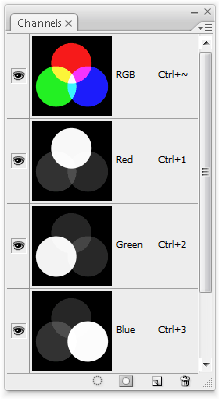 Channels ×
RGB Ctrl+~
Red Ctrl+1
Green Ctrl+2
Blue Ctrl+3